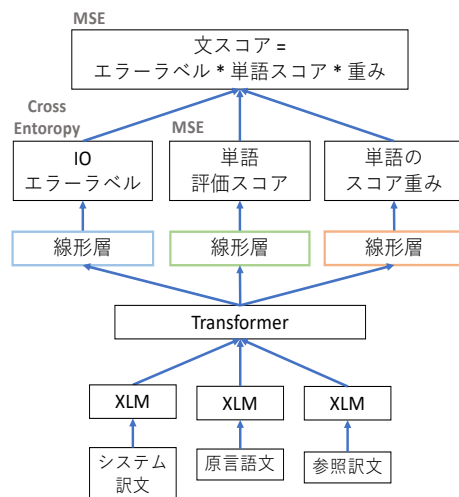 MSE
文スコア =
エラーラベル * 単語スコア * 重み
Cross
Entoropy
MSE
IO
エラーラベル
単語
評価スコア
単語の
スコア重み
線形層
線形層
線形層
Transformer
XLM
XLM
XLM
システム
訳文
原言語文
参照訳文